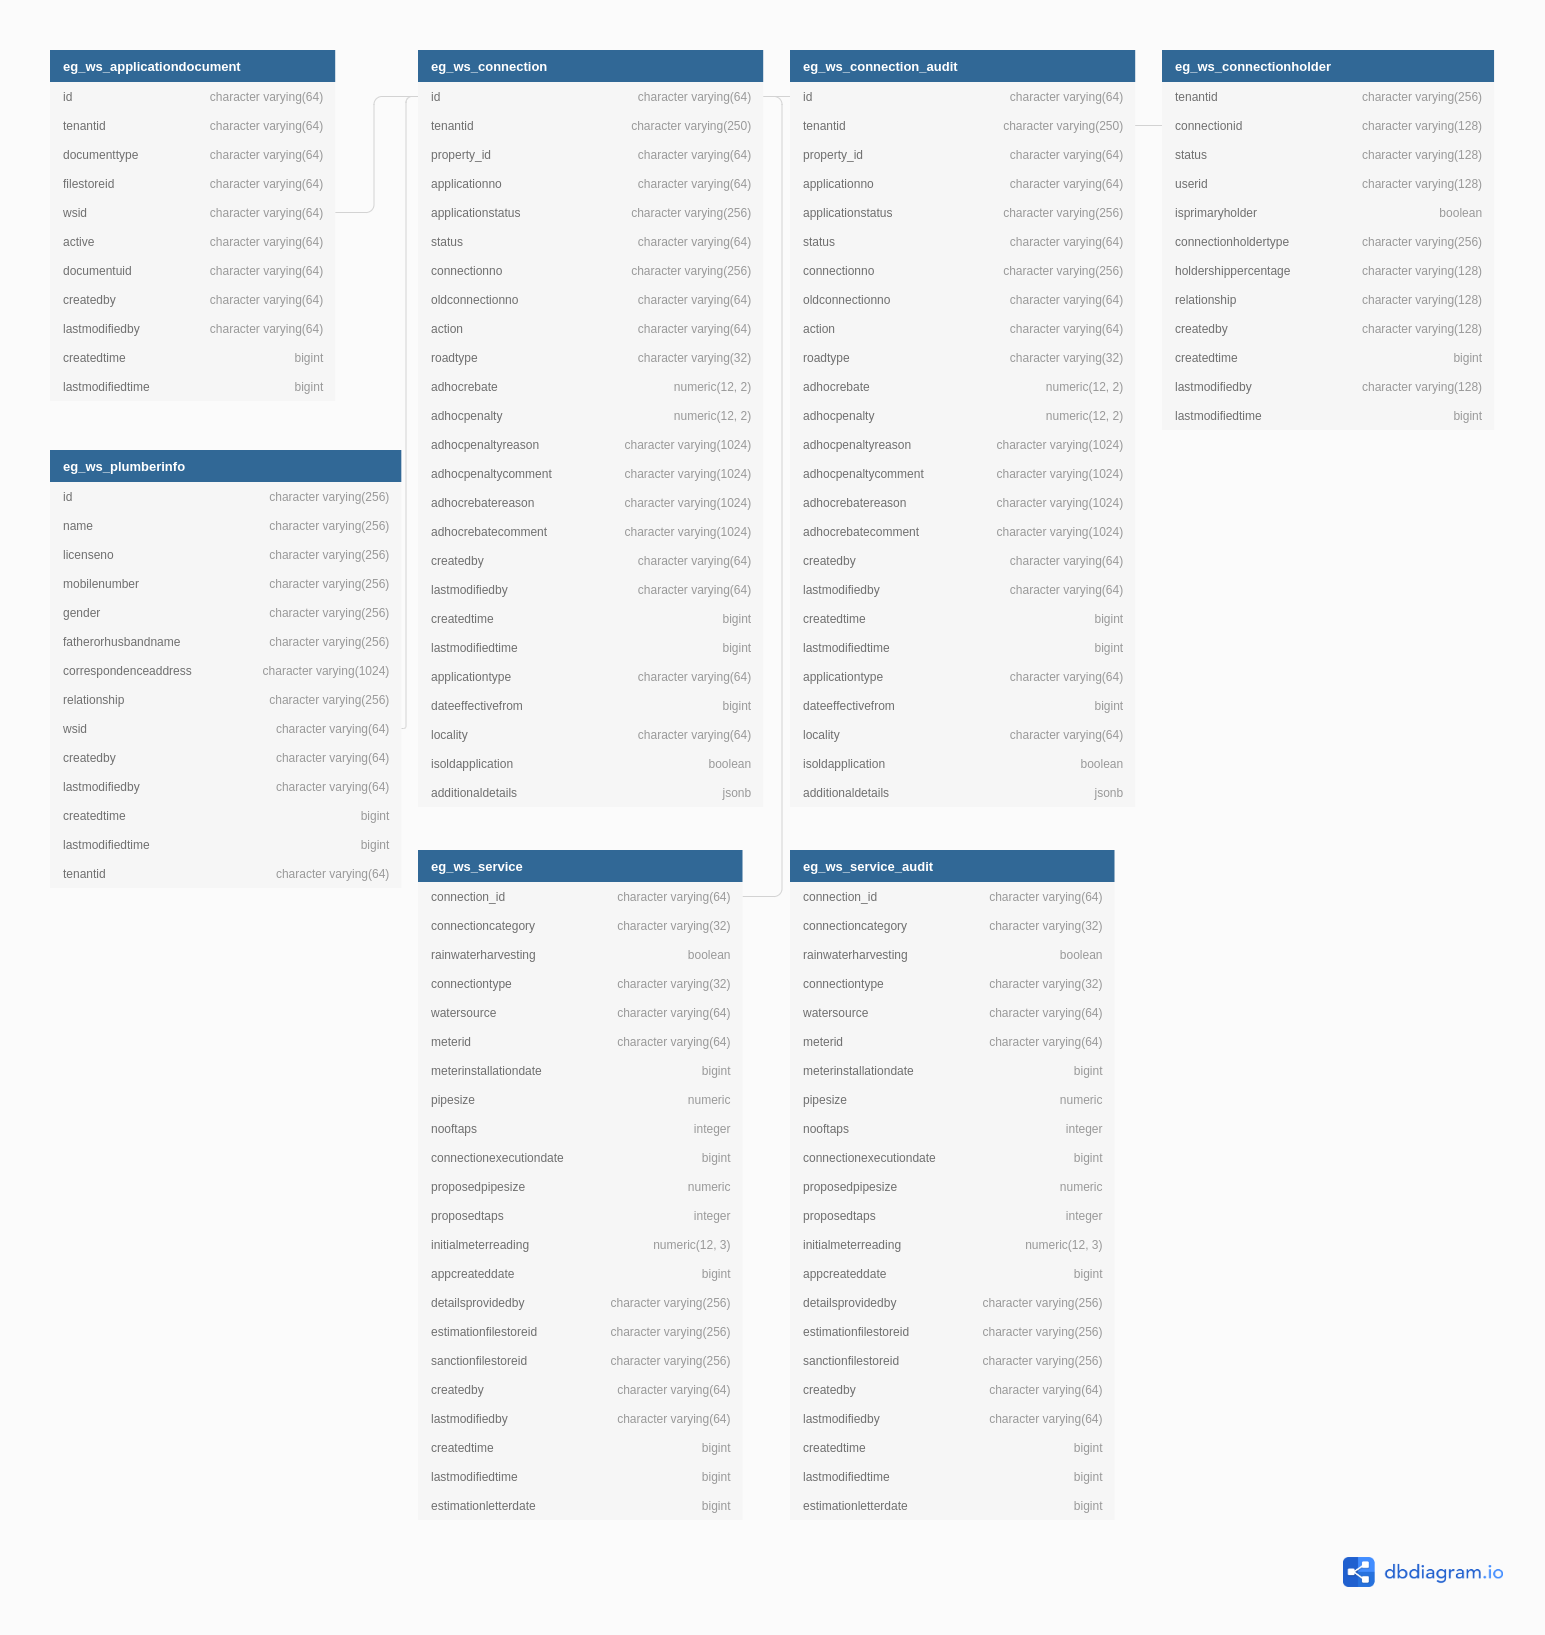 eg_ws_applicationdocument
id character varying(64)
tenantid character varying(64)
documenttype character varying(64)
filestoreid character varying(64)
wsid character varying(64)
active character varying(64)
documentuid character varying(64)
createdby character varying(64)
lastmodifiedby character varying(64)
createdtime bigint
lastmodifiedtime bigint
eg_ws_plumberinfo
id character varying(256)
name character varying(256)
licenseno character varying(256)
mobilenumber character varying(256)
gender character varying(256)
fatherorhusbandname character varying(256)
correspondenceaddress character varying(1024)
relationship character varying(256)
wsid character varying(64)
createdby character varying(64)
lastmodifiedby character varying(64)
createdtime bigint
lastmodifiedtime bigint
tenantid character varying(64)
eg_ws_connection
id character varying(64)
tenantid character varying(250)
property_id character varying(64)
applicationno character varying(64)
applicationstatus character varying(256)
status character varying(64)
connectionno character varying(256)
oldconnectionno character varying(64)
action character varying(64)
roadtype character varying(32)
adhocrebate numeric(12, 2)
adhocpenalty numeric(12, 2)
adhocpenaltyreason character varying(1024)
adhocpenaltycomment character varying(1024)
adhocrebatereason character varying(1024)
adhocrebatecomment character varying(1024)
createdby character varying(64)
lastmodifiedby character varying(64)
createdtime bigint
lastmodifiedtime bigint
applicationtype character varying(64)
dateeffectivefrom bigint
locality character varying(64)
isoldapplication boolean
additionaldetails jsonb
eg_ws_connection_audit
id character varying(64)
tenantid character varying(250)
property_id character varying(64)
applicationno character varying(64)
applicationstatus character varying(256)
status character varying(64)
connectionno character varying(256)
oldconnectionno character varying(64)
action character varying(64)
roadtype character varying(32)
adhocrebate numeric(12, 2)
adhocpenalty numeric(12, 2)
adhocpenaltyreason character varying(1024)
adhocpenaltycomment character varying(1024)
adhocrebatereason character varying(1024)
adhocrebatecomment character varying(1024)
createdby character varying(64)
lastmodifiedby character varying(64)
createdtime bigint
lastmodifiedtime bigint
applicationtype character varying(64)
dateeffectivefrom bigint
locality character varying(64)
isoldapplication boolean
additionaldetails jsonb
eg_ws_connectionholder
tenantid character varying(256)
connectionid character varying(128)
status character varying(128)
userid character varying(128)
isprimaryholder boolean
connectionholdertype character varying(256)
holdershippercentage character varying(128)
relationship character varying(128)
createdby character varying(128)
createdtime bigint
lastmodifiedby character varying(128)
lastmodifiedtime bigint
eg_ws_service
connection_id character varying(64)
connectioncategory character varying(32)
rainwaterharvesting boolean
connectiontype character varying(32)
watersource character varying(64)
meterid character varying(64)
meterinstallationdate bigint
pipesize numeric
nooftaps integer
connectionexecutiondate bigint
proposedpipesize numeric
proposedtaps integer
initialmeterreading numeric(12, 3)
appcreateddate bigint
detailsprovidedby character varying(256)
estimationfilestoreid character varying(256)
sanctionfilestoreid character varying(256)
createdby character varying(64)
lastmodifiedby character varying(64)
createdtime bigint
lastmodifiedtime bigint
estimationletterdate bigint
eg_ws_service_audit
connection_id character varying(64)
connectioncategory character varying(32)
rainwaterharvesting boolean
connectiontype character varying(32)
watersource character varying(64)
meterid character varying(64)
meterinstallationdate bigint
pipesize numeric
nooftaps integer
connectionexecutiondate bigint
proposedpipesize numeric
proposedtaps integer
initialmeterreading numeric(12, 3)
appcreateddate bigint
detailsprovidedby character varying(256)
estimationfilestoreid character varying(256)
sanctionfilestoreid character varying(256)
createdby character varying(64)
lastmodifiedby character varying(64)
createdtime bigint
lastmodifiedtime bigint
estimationletterdate bigint
dbdiagram.io